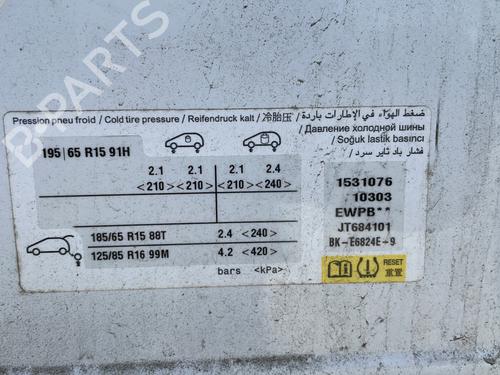 B-PARTS
Pression pneu froid / Cold tire pressure / Reifendruck kalt / 冷胎压 / ضغط الهواء في الإطارات باردة
/ Давление холодной шины
/ Soğuk lastik basıncı
/ فشار باد تایر سرد
195|65 R15 91H
2.1 2.1 2.1 2.4
<210> <210> <210> <240>
185/65 R15 88T 2.4 <240>
125/85 R16 99M 4.2 <420>
bars <kPa>
1531076
10303
EWPB**
JT684101
BK-E6824E-9
RESET
重置